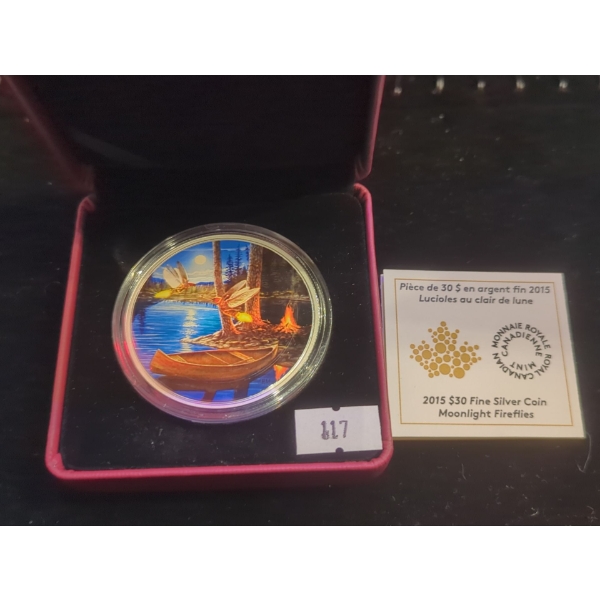 Pièce de 30 $ en argent fin 2015
Lucioles au clair de lune
MONNAIE ROYALE CANADIENNE
ROYAL CANADIAN MINT
2015 $30 Fine Silver Coin
Moonlight Fireflies
117